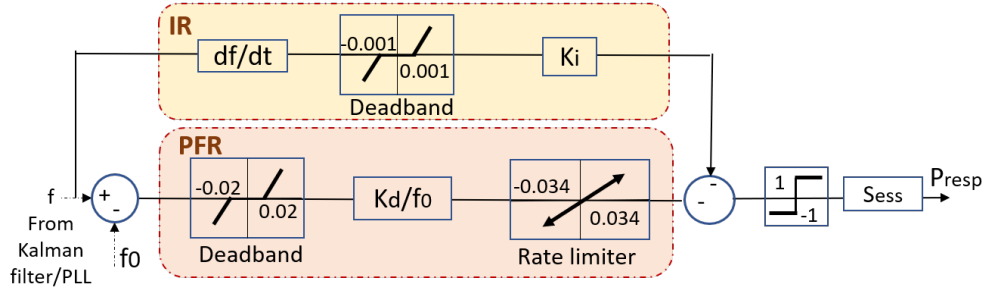 IR
df/dt
-0.001
0.001
Deadband
Ki
PFR
f
From
Kalman
filter/PLL
+
-
f0
-0.02
0.02
Deadband
Kd/f0
-0.034
0.034
Rate limiter
-
-
1
-1
Sess
Presp